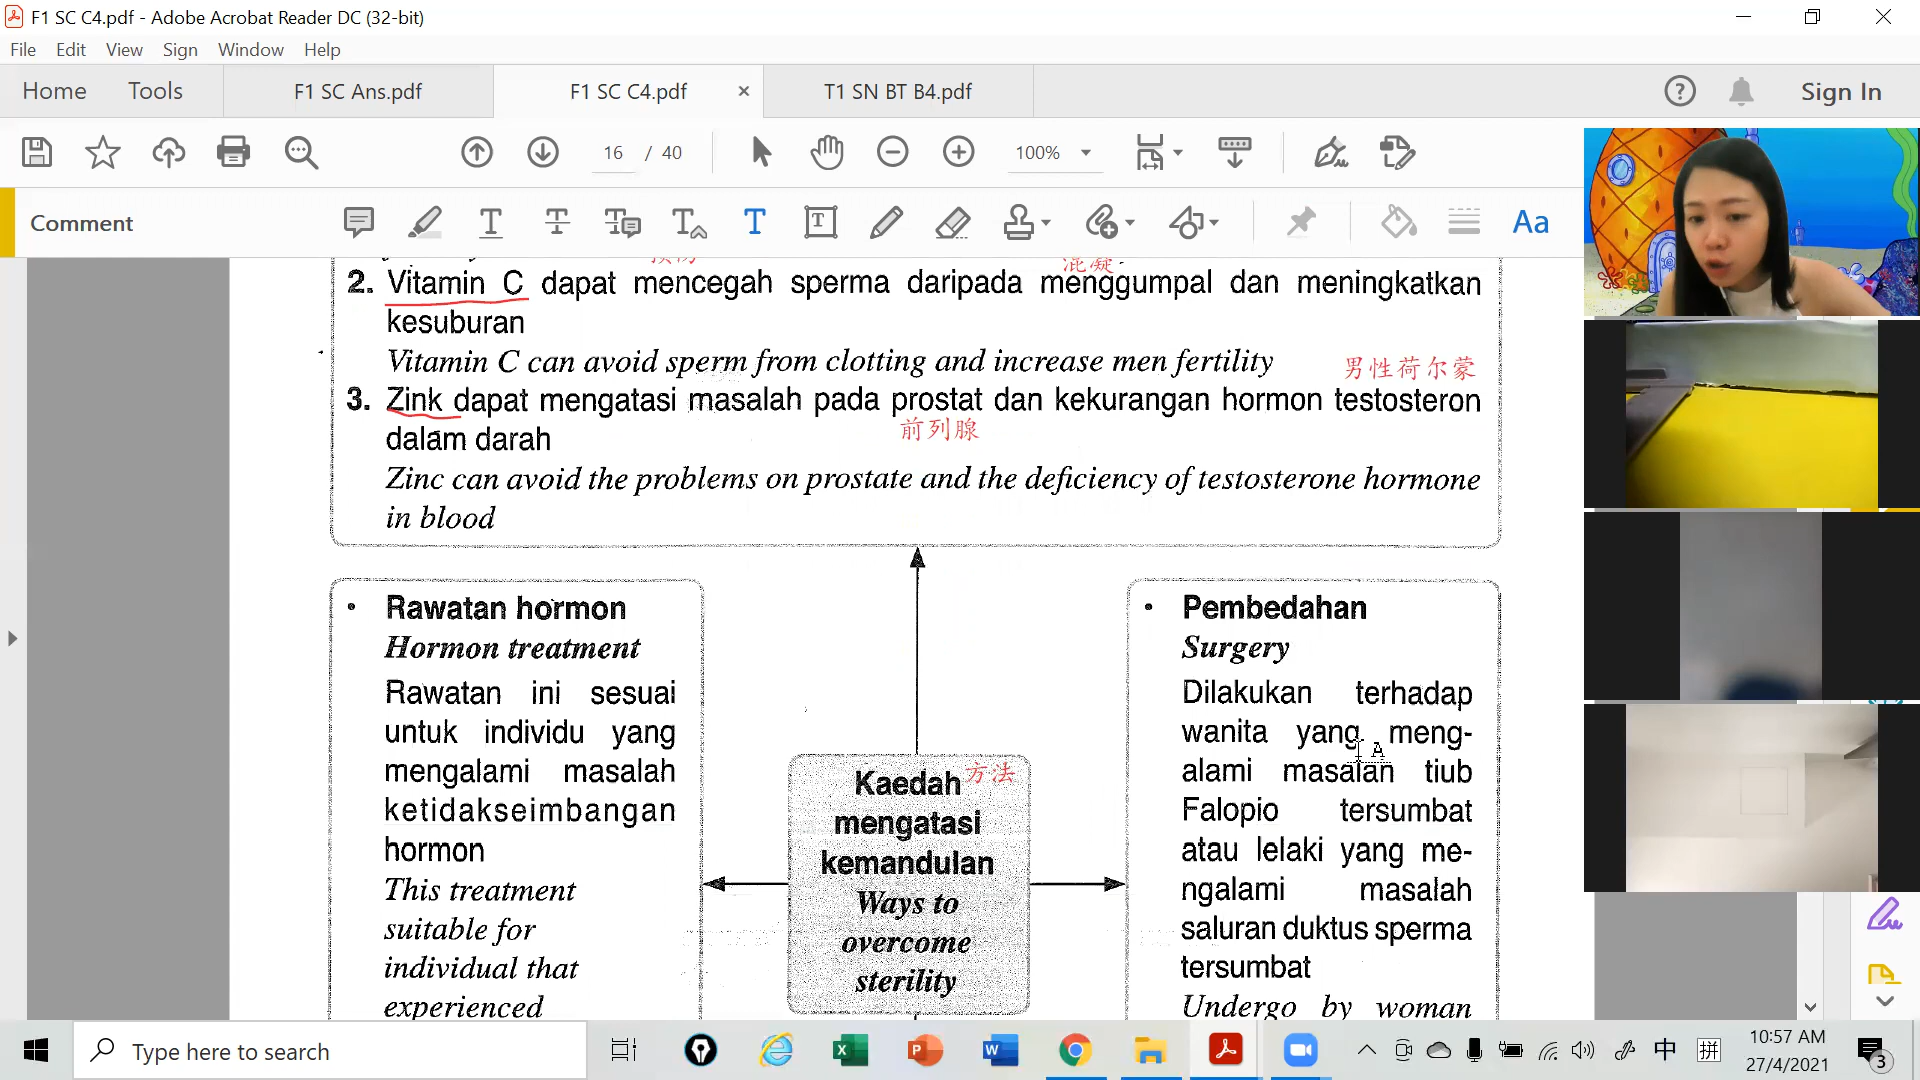 F1 SC C4.pdf - Adobe Acrobat Reader DC (32-bit)
File Edit View Sign Window Help
Home Tools F1 SC Ans.pdf F1 SC C4.pdf × T1 SN BT B4.pdf ? Sign In
16 / 40 100%
Comment T Aa
混凝
2. Vitamin C dapat mencegah sperma daripada menggumpal dan meningkatkan
kesuburan
Vitamin C can avoid sperm from clotting and increase men fertility
男性荷尔蒙
3. Zink dapat mengatasi masalah pada prostat dan kekurangan hormon testosteron
前列腺
dalam darah
Zinc can avoid the problems on prostate and the deficiency of testosterone hormone
in blood
• Rawatan hormon
Hormon treatment
Rawatan ini sesuai
untuk individu yang
mengalami masalah
ketidakseimbangan
hormon
This treatment
suitable for
individual that
experienced
Kaedah 方法
mengatasi
kemandulan
Ways to
overcome
sterility
• Pembedahan
Surgery
Dilakukan terhadap
wanita yang meng-
alami masalah tiub
Falopio tersumbat
atau lelaki yang me-
ngalami masalah
saluran duktus sperma
tersumbat
Undergo by woman
Type here to search
中 拼
10:57 AM
27/4/2021
3